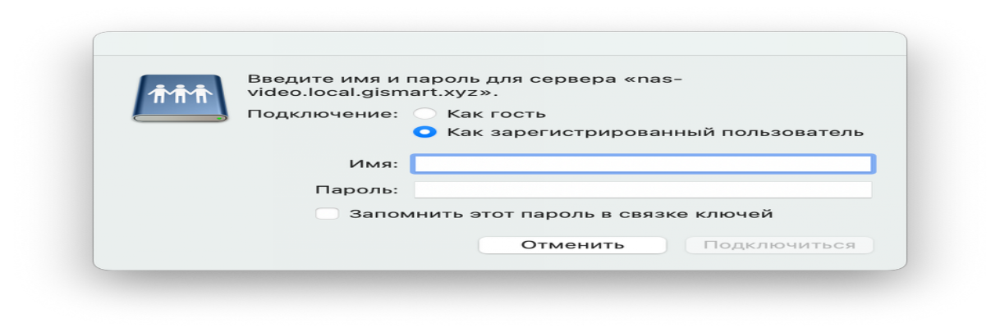 Введите имя и пароль для сервера «nas-
video.local.gismart.xyz».
Подключение: Как гость
Как зарегистрированный пользователь
Имя:
Пароль:
Запомнить этот пароль в связке ключей
Отменить Подключиться